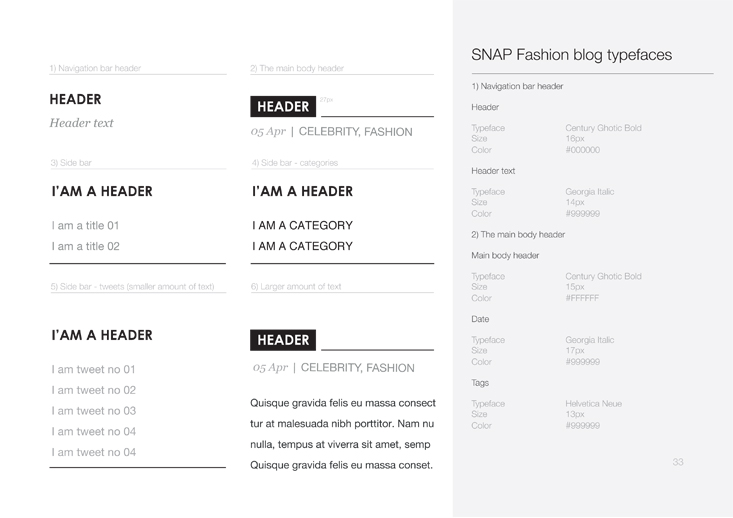 1) Navigation bar header
HEADER
Header text
2) The main body header
HEADER
27px
05 Apr | CELEBRITY, FASHION
3) Side bar
I'AM A HEADER
I am a title 01
I am a title 02
4) Side bar - categories
I'AM A HEADER
I AM A CATEGORY
I AM A CATEGORY
5) Side bar - tweets (smaller amount of text)
I'AM A HEADER
I am tweet no 01
I am tweet no 02
I am tweet no 03
I am tweet no 04
I am tweet no 04
6) Larger amount of text
HEADER
05 Apr | CELEBRITY, FASHION
Quisque gravida felis eu massa consect
tur at malesuada nibh porttitor. Nam nu
nulla, tempus at viverra sit amet, semp
Quisque gravida felis eu massa conset.
SNAP Fashion blog typefaces
1) Navigation bar header
Header
Typeface Century Ghotic Bold
Size 16px
Color #000000
Header text
Typeface Georgia Italic
Size 14px
Color #999999
2) The main body header
Main body header
Typeface Century Ghotic Bold
Size 15px
Color #FFFFFF
Date
Typeface Georgia Italic
Size 17px
Color #999999
Tags
Typeface Helvetica Neue
Size 13px
Color #999999
33